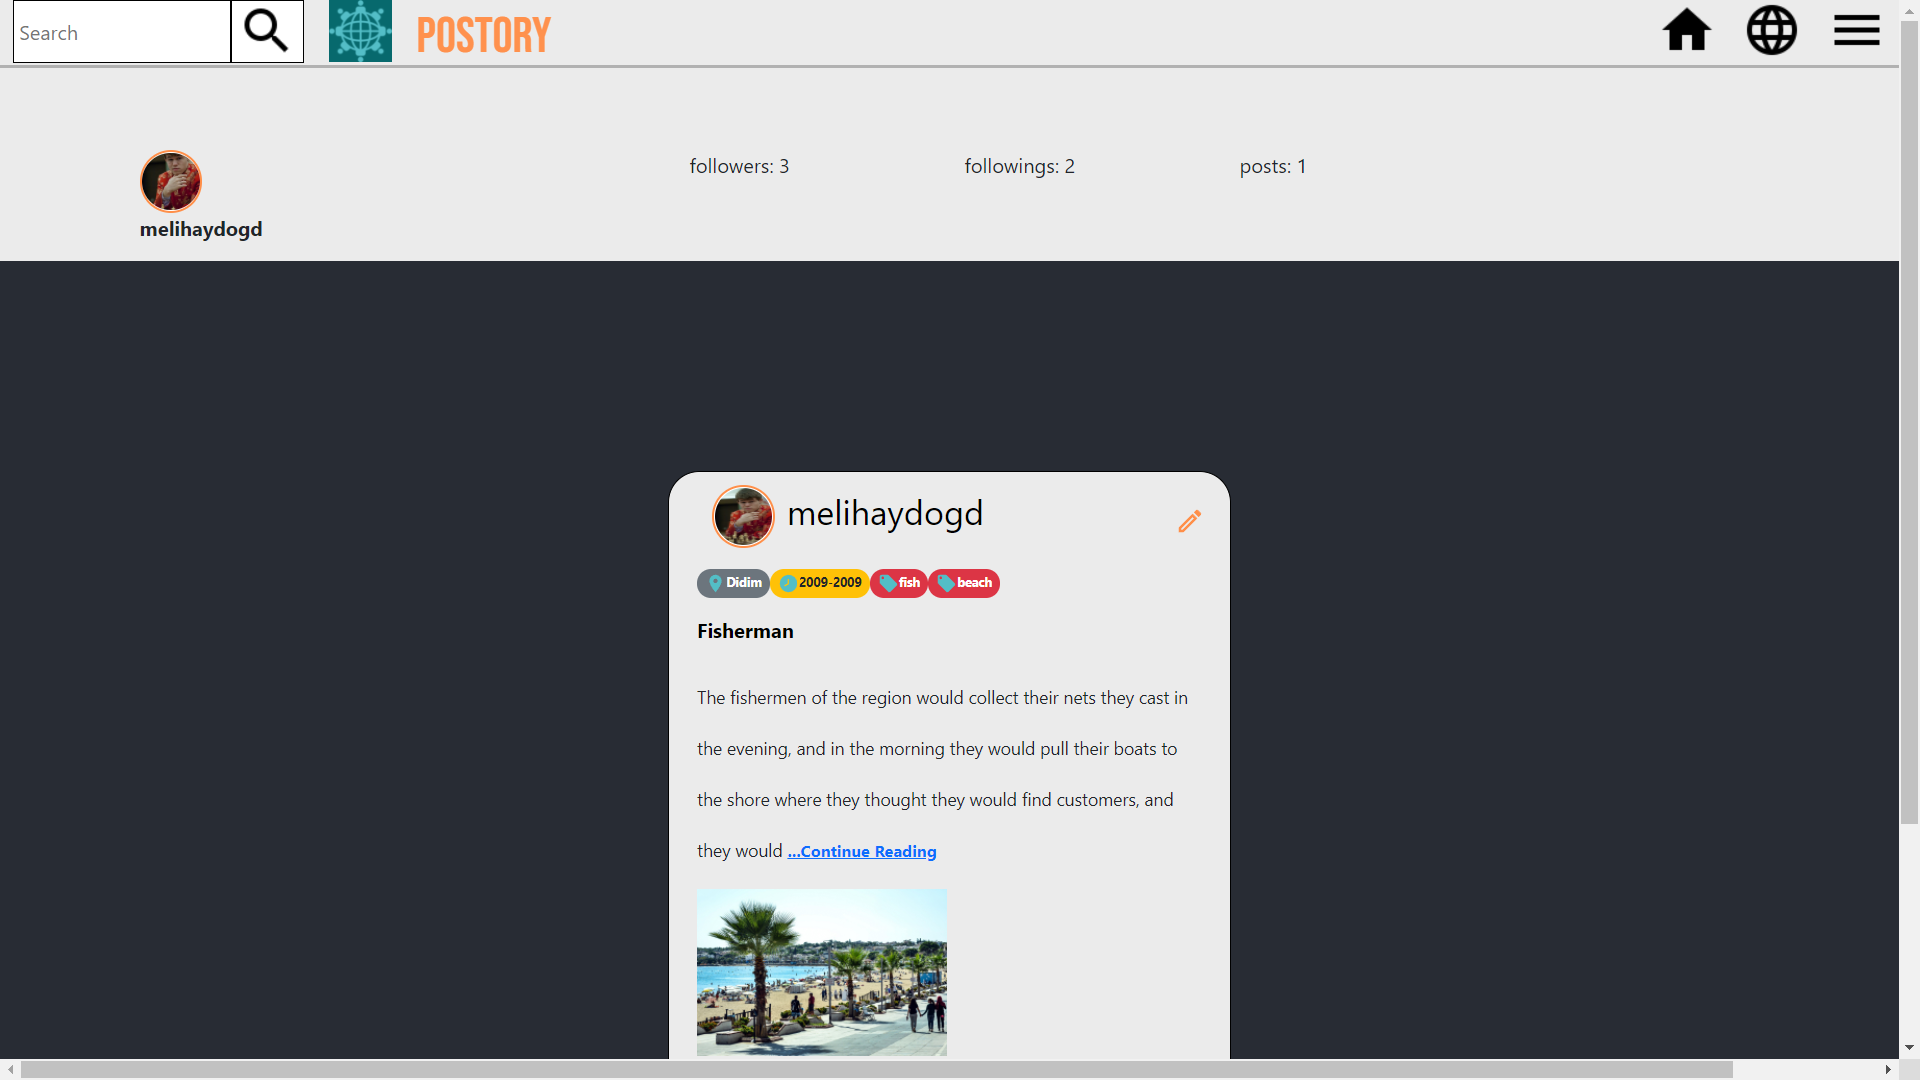 Search
POSTORY
followers: 3
followings: 2
posts: 1
melihaydogd
melihaydogd
Didim
2009-2009
fish
beach
Fisherman
The fishermen of the region would collect their nets they cast in
the evening, and in the morning they would pull their boats to
the shore where they thought they would find customers, and
they would ...Continue Reading